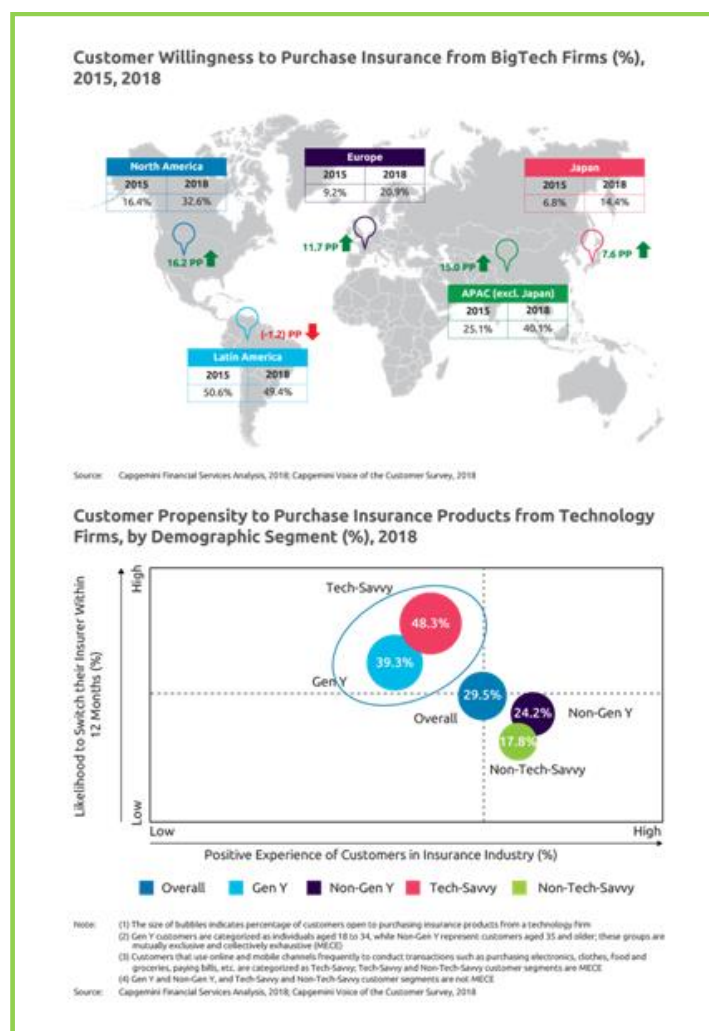 Customer Willingness to Purchase Insurance from BigTech Firms (%),
2015, 2018
North America
2015 2018
16.4% 32.6%
16.2 PP
Europe
2015 2018
9.2% 20.9%
11.7 PP
Japan
2015 2018
6.8% 14.4%
7.6 PP
15.0 PP
APAC (excl. Japan)
2015 2018
25.1% 40.1%
(-1.2) PP
Latin America
2015 2018
50.6% 49.4%
Source: Capgemini Financial Services Analysis, 2018; Capgemini Voice of the Customer Survey, 2018
Customer Propensity to Purchase Insurance Products from Technology
Firms, by Demographic Segment (%), 2018
Likelihood to Switch their Insurer Within
12 Months (%)
High
Low
Tech-Savvy
48.3%
39.3%
Gen Y
29.5%
Overall
24.2%
Non-Gen Y
17.8%
Non-Tech-Savvy
Low High
Positive Experience of Customers in Insurance Industry (%)
Overall Gen Y Non-Gen Y Tech-Savvy Non-Tech-Savvy
Note: (1) The size of bubbles indicates percentage of customers open to purchasing insurance products from a technology firm
(2) Gen Y customers are categorized as individuals aged 18 to 34, while Non-Gen Y represent customers aged 35 and older; these groups are
mutually exclusive and collectively exhaustive (MECE)
(3) Customers that use online and mobile channels frequently to conduct transactions such as purchasing electronics, clothes, food and
groceries, paying bills, etc. are categorized as Tech-Savvy; Tech-Savvy and Non-Tech-Savvy customer segments are MECE
(4) Gen Y and Non-Gen Y, and Tech-Savvy and Non-Tech-Savvy customer segments are not MECE
Source: Capgemini Financial Services Analysis, 2018; Capgemini Voice of the Customer Survey, 2018